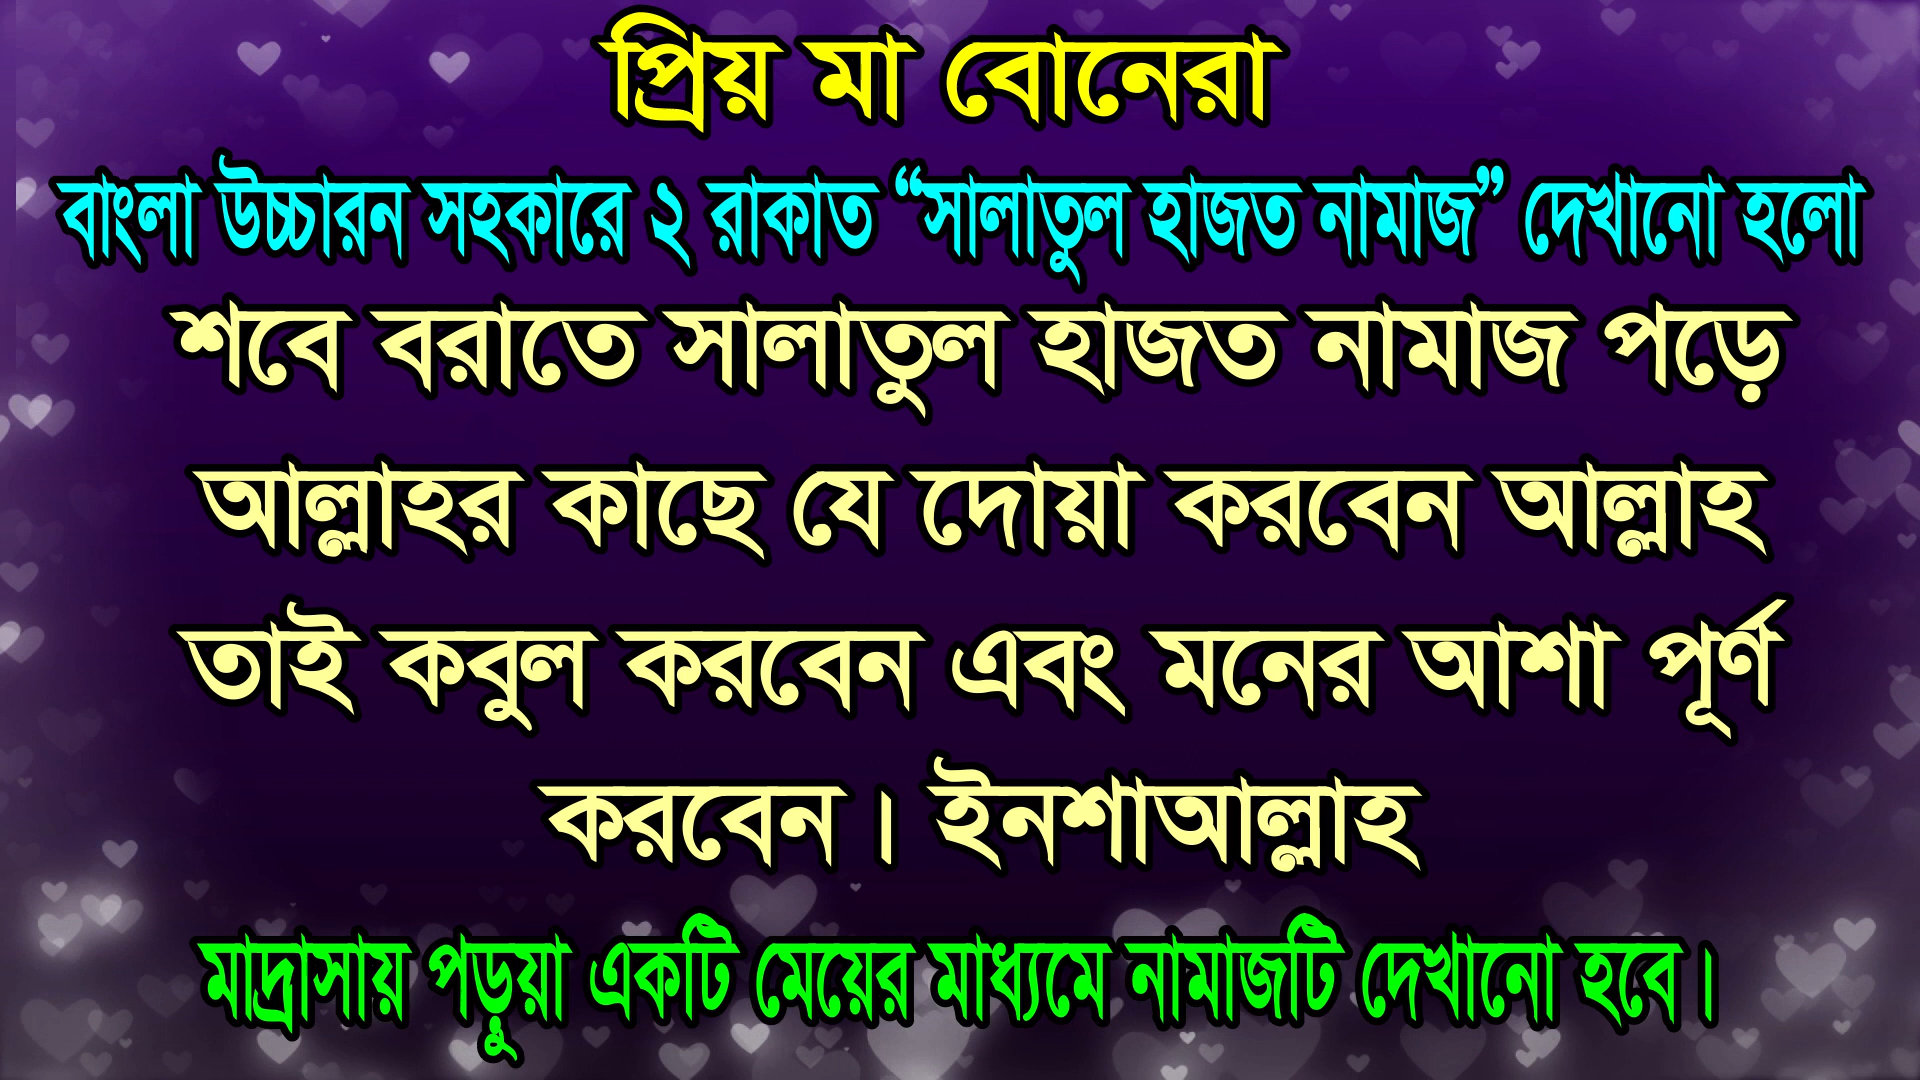 প্রিয় মা বোনেরা
বাংলা উচ্চারন সহকারে ২ রাকাত “সালাতুল হাজত নামাজ” দেখানো হলো
শবে বরাতে সালাতুল হাজত নামাজ পড়ে
আল্লাহর কাছে যে দোয়া করবেন আল্লাহ
তাই কবুল করবেন এবং মনের আশা পূর্ণ
করবেন। ইনশাআল্লাহ
মাদ্রাসায় পড়ুয়া একটি মেয়ের মাধ্যমে নামাজটি দেখানো হবে।